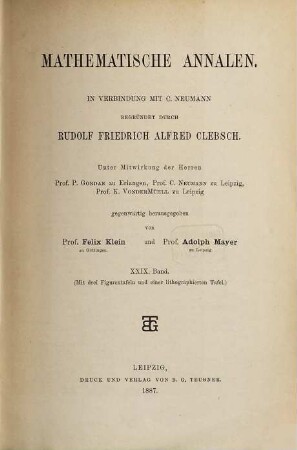 MATHEMATISCHE ANNALEN.
IN VERBINDUNG MIT C. NEUMANN
BEGRÜNDET DURCH
RUDOLF FRIEDRICH ALFRED CLEBSCH.
Unter Mitwirkung der Herren
Prof. P. GORDAN zu Erlangen, Prof. C. NEUMANN zu Leipzig,
Prof. K. VONDERMÜHLL zu Leipzig
gegenwärtig herausgegeben
von
Prof. Felix Klein und Prof. Adolph Mayer
zu Göttingen. zu Leipzig.
XXIX. Band.
(Mit drei Figurentafeln und einer lithographierten Tafel.)
LEIPZIG,
DRUCK UND VERLAG VON B. G. TEUBNER.
1887.